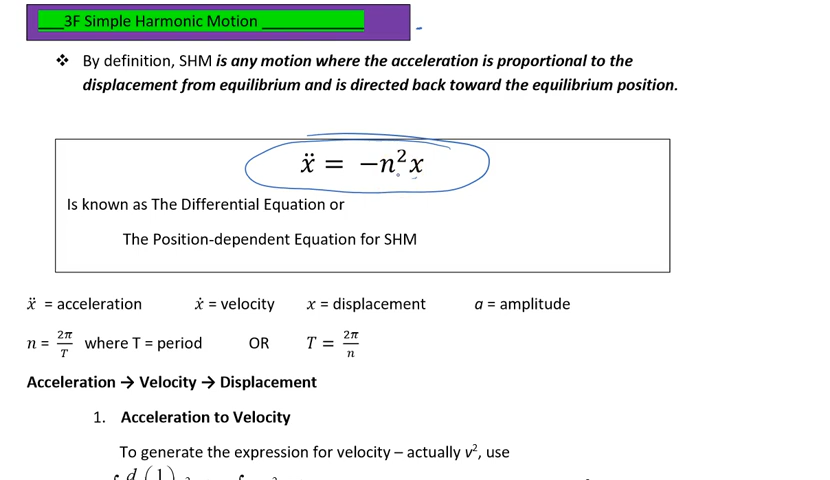 3F Simple Harmonic Motion
❖ By definition, SHM is any motion where the acceleration is proportional to the
displacement from equilibrium and is directed back toward the equilibrium position.
ẍ = −n²x
Is known as The Differential Equation or
The Position-dependent Equation for SHM
ẍ = acceleration ẋ = velocity x = displacement a = amplitude
n = 2π/T where T = period OR T = 2π/n
Acceleration → Velocity → Displacement
1. Acceleration to Velocity
To generate the expression for velocity – actually v², use